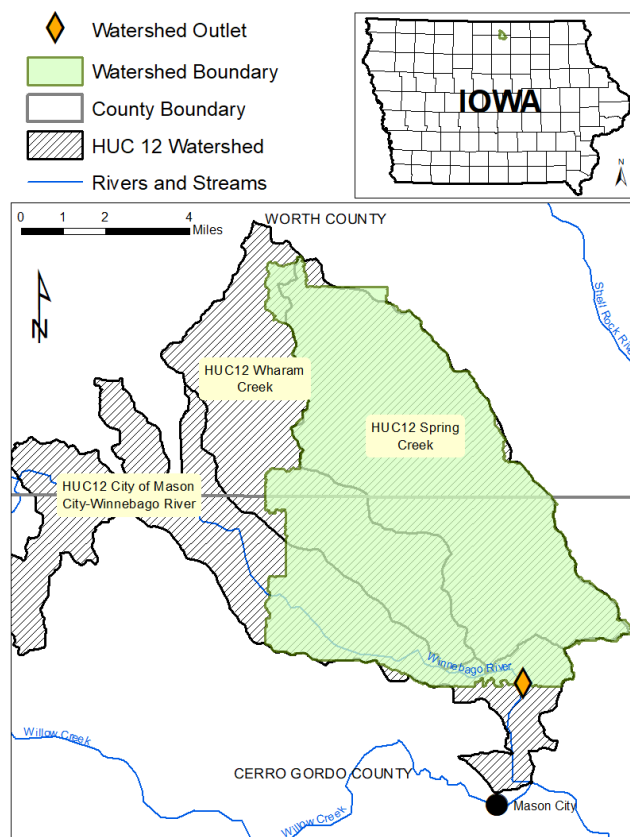 Watershed Outlet
Watershed Boundary
County Boundary
HUC 12 Watershed
Rivers and Streams
IOWA
N
0 1 2 4
Miles
WORTH COUNTY
N
Shell Rock River
HUC12 Wharam
Creek
HUC12 Spring
Creek
HUC12 City of Mason
City-Winnebago River
Winnebago River
Willow Creek
CERRO GORDO COUNTY
Mason City
Willow Creek